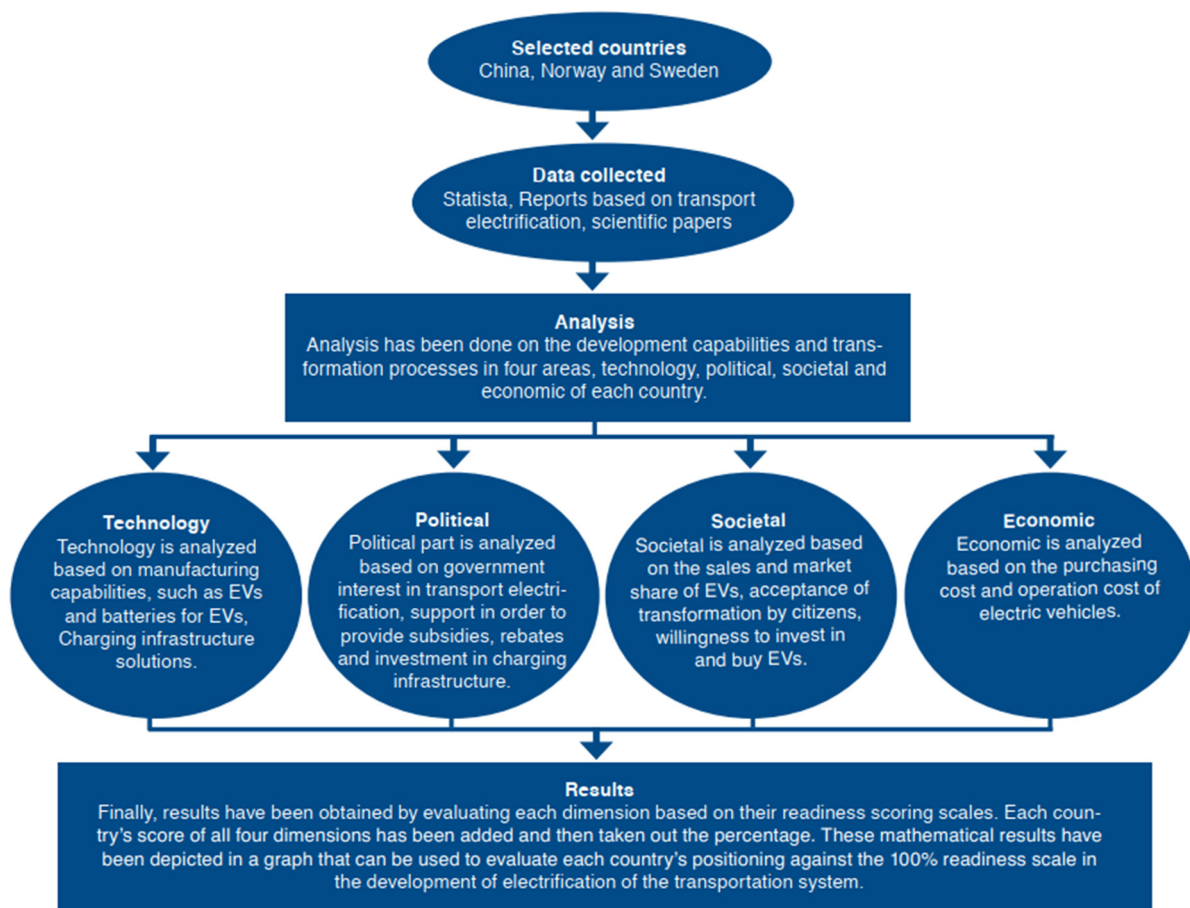 Selected countries
China, Norway and Sweden
Data collected
Statista, Reports based on transport
electrification, scientific papers
Analysis
Analysis has been done on the development capabilities and trans-
formation processes in four areas, technology, political, societal and
economic of each country.
Technology
Technology is analyzed
based on manufacturing
capabilities, such as EVs
and batteries for EVs,
Charging infrastructure
solutions.
Political
Political part is analyzed
based on government
interest in transport electri-
fication, support in order to
provide subsidies, rebates
and investment in charging
infrastructure.
Societal
Societal is analyzed based
on the sales and market
share of EVs, acceptance of
transformation by citizens,
willingness to invest in
and buy EVs.
Economic
Economic is analyzed
based on the purchasing
cost and operation cost of
electric vehicles.
Results
Finally, results have been obtained by evaluating each dimension based on their readiness scoring scales. Each coun-
try's score of all four dimensions has been added and then taken out the percentage. These mathematical results have
been depicted in a graph that can be used to evaluate each country's positioning against the 100% readiness scale in
the development of electrification of the transportation system.